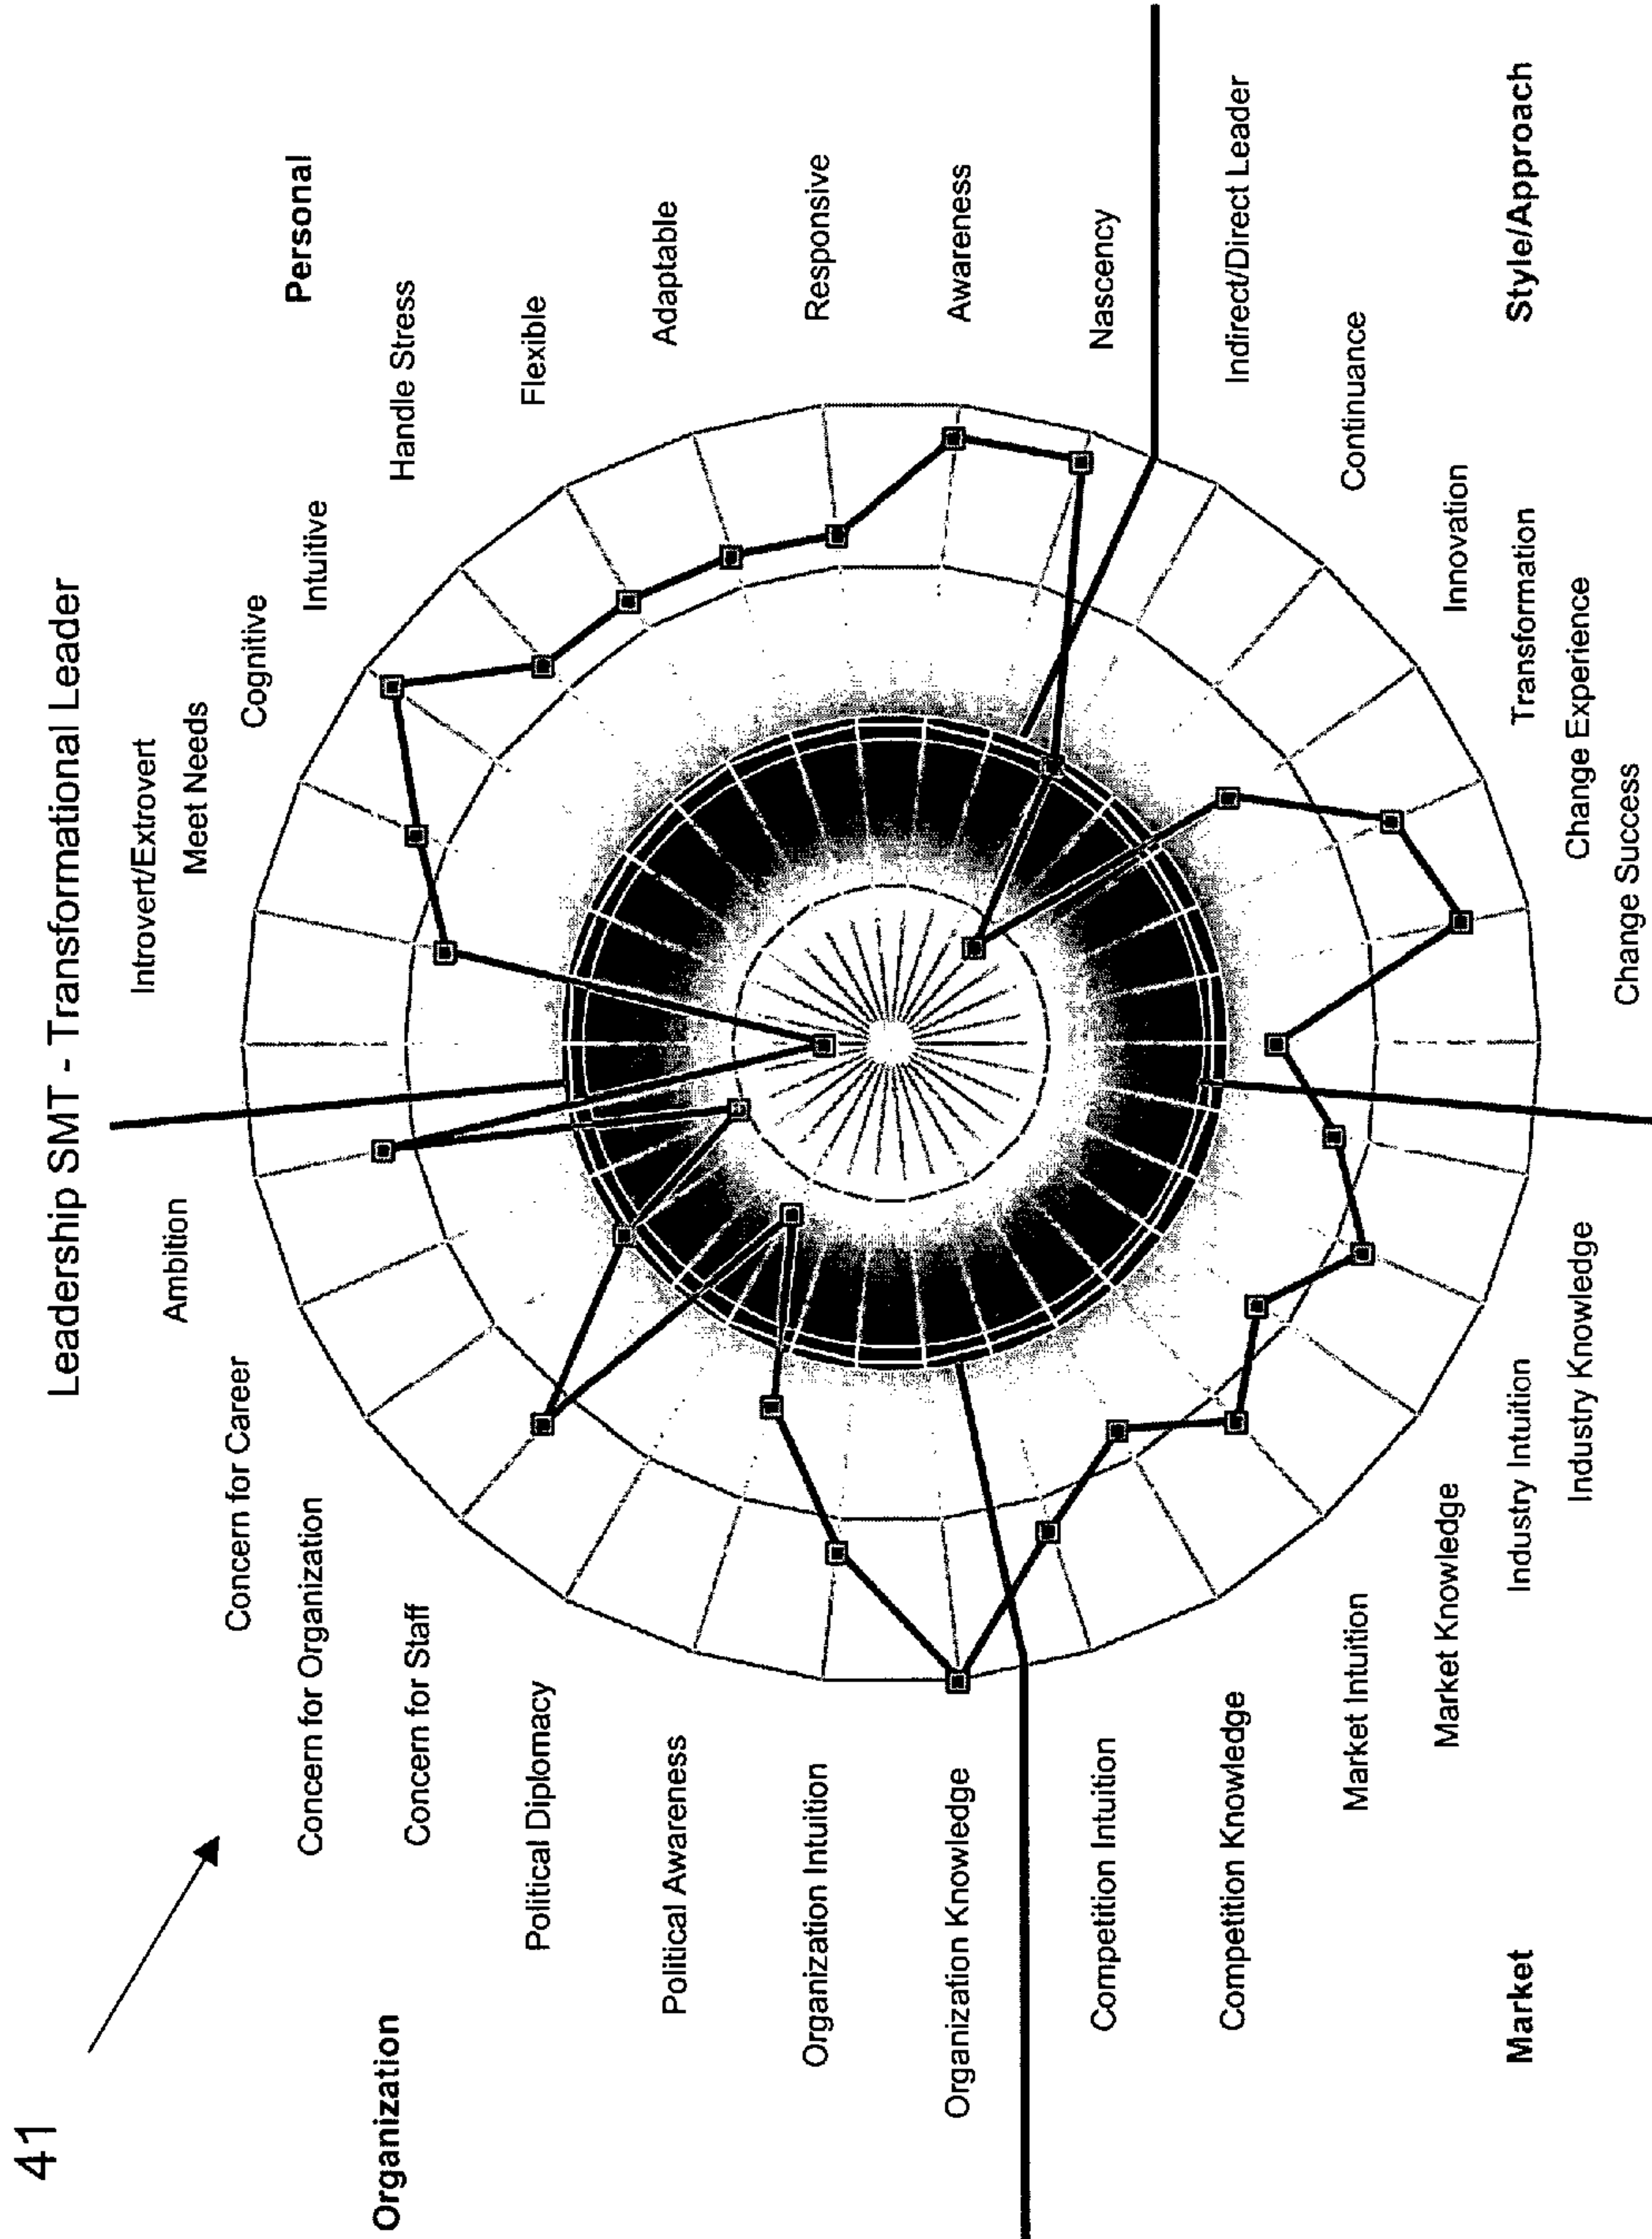 41
Leadership SMT - Transformational Leader
Organization
Personal
Market
Style/Approach
Introvert/Extrovert
Meet Needs
Cognitive
Intuitive
Handle Stress
Flexible
Adaptable
Responsive
Awareness
Nascency
Indirect/Direct Leader
Continuance
Innovation
Transformation
Change Experience
Change Success
Industry Knowledge
Industry Intuition
Market Knowledge
Market Intuition
Competition Knowledge
Competition Intuition
Organization Knowledge
Organization Intuition
Political Awareness
Political Diplomacy
Concern for Staff
Concern for Organization
Concern for Career
Ambition